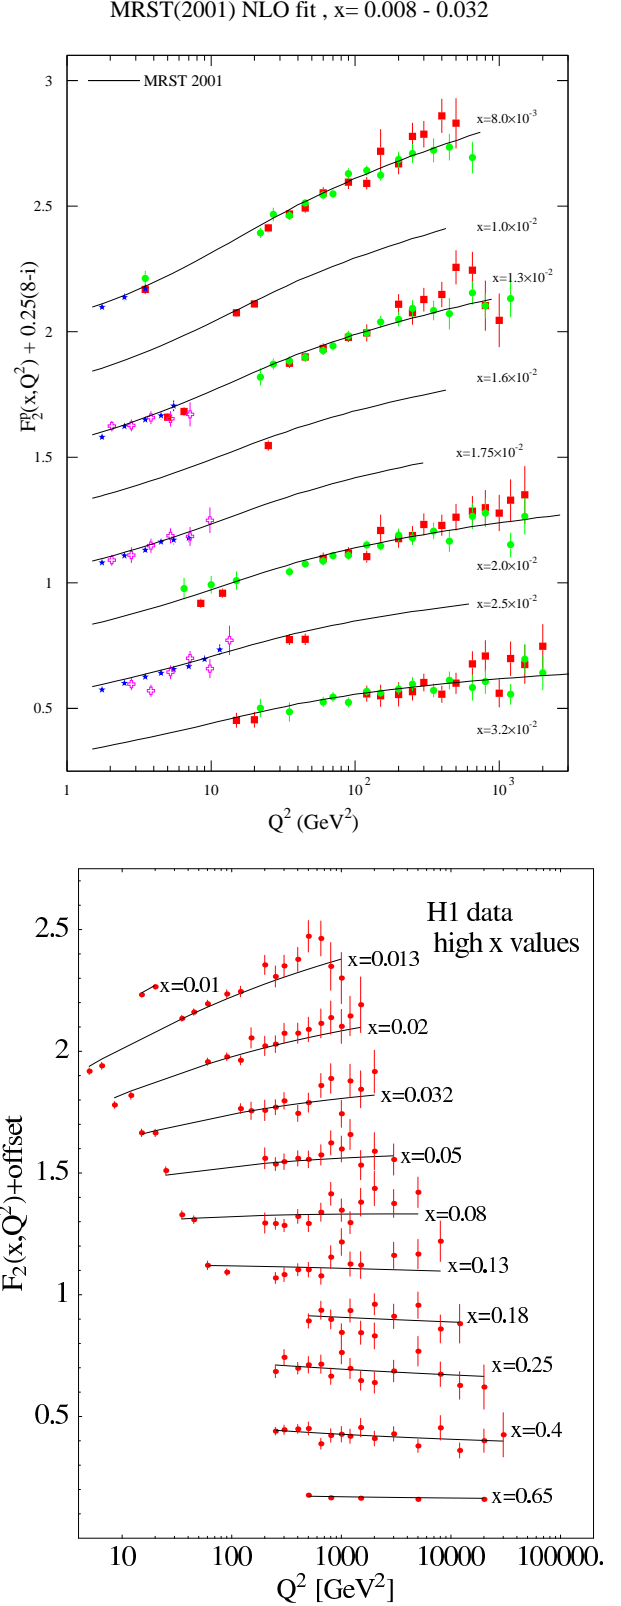 MRST(2001) NLO fit , x= 0.008 - 0.032
3
MRST 2001
x=8.0×10⁻³
2.5
x=1.0×10⁻²
x=1.3×10⁻²
2
x=1.6×10⁻²
1.5
x=1.75×10⁻²
x=2.0×10⁻²
1
x=2.5×10⁻²
0.5
x=3.2×10⁻²
F₂ᵖ(x,Q²) + 0.25(8-i)
1 10 10² 10³
Q² (GeV²)
H1 data
high x values
2.5
x=0.013
x=0.01
x=0.02
2
x=0.032
x=0.05
1.5
x=0.08
x=0.13
1
x=0.18
x=0.25
0.5
x=0.4
x=0.65
F₂(x,Q²)+offset
10 100 1000 10000 100000.
Q² [GeV²]